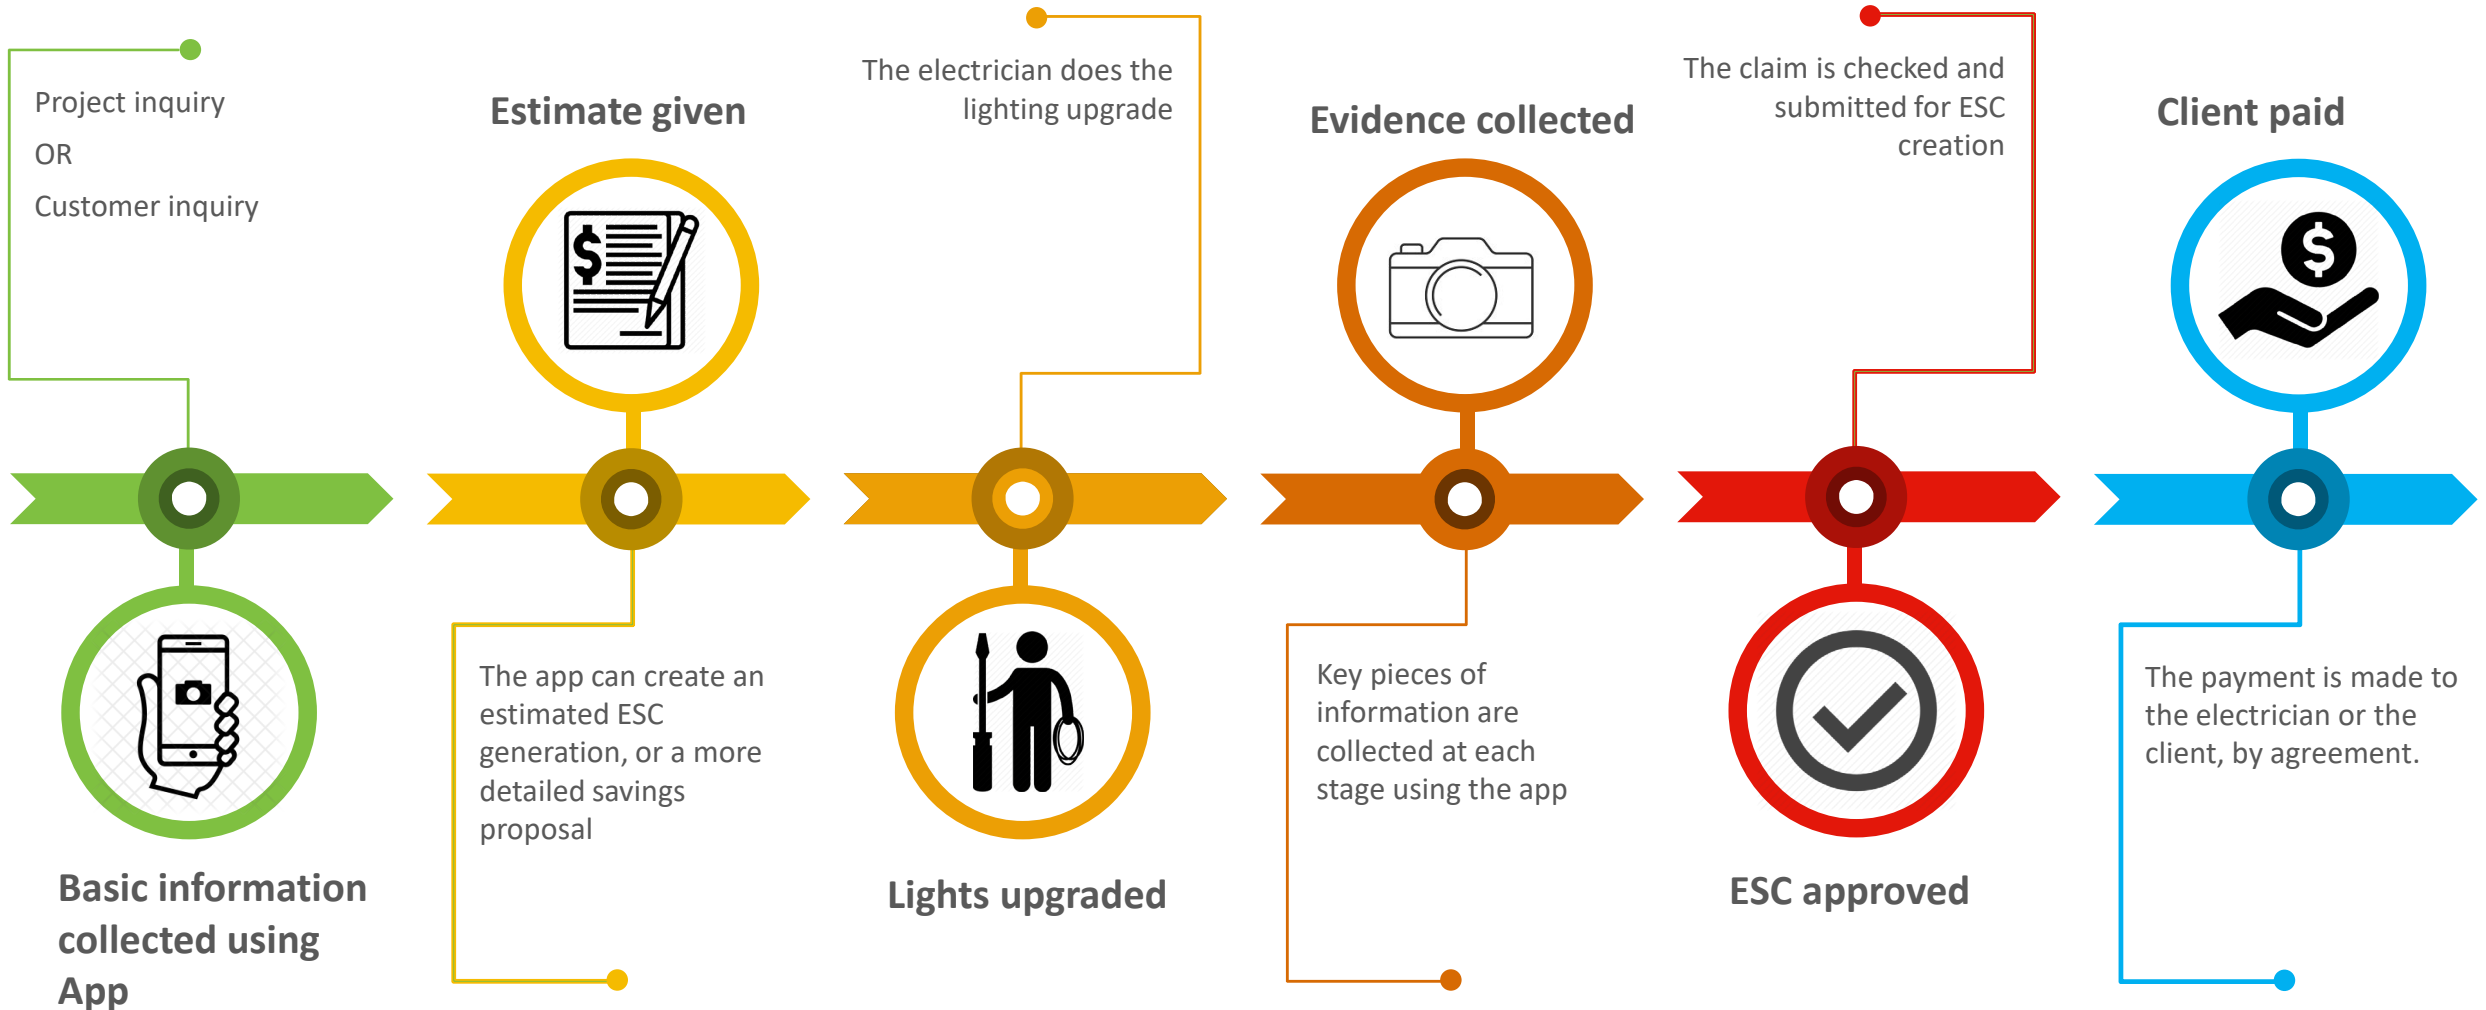 Project inquiry
OR
Customer inquiry
Basic information
collected using
App
Estimate given
$
The app can create an
estimated ESC
generation, or a more
detailed savings
proposal
The electrician does the
lighting upgrade
Lights upgraded
Evidence collected
Key pieces of
information are
collected at each
stage using the app
The claim is checked and
submitted for ESC
creation
ESC approved
Client paid
$
The payment is made to
the electrician or the
client, by agreement.